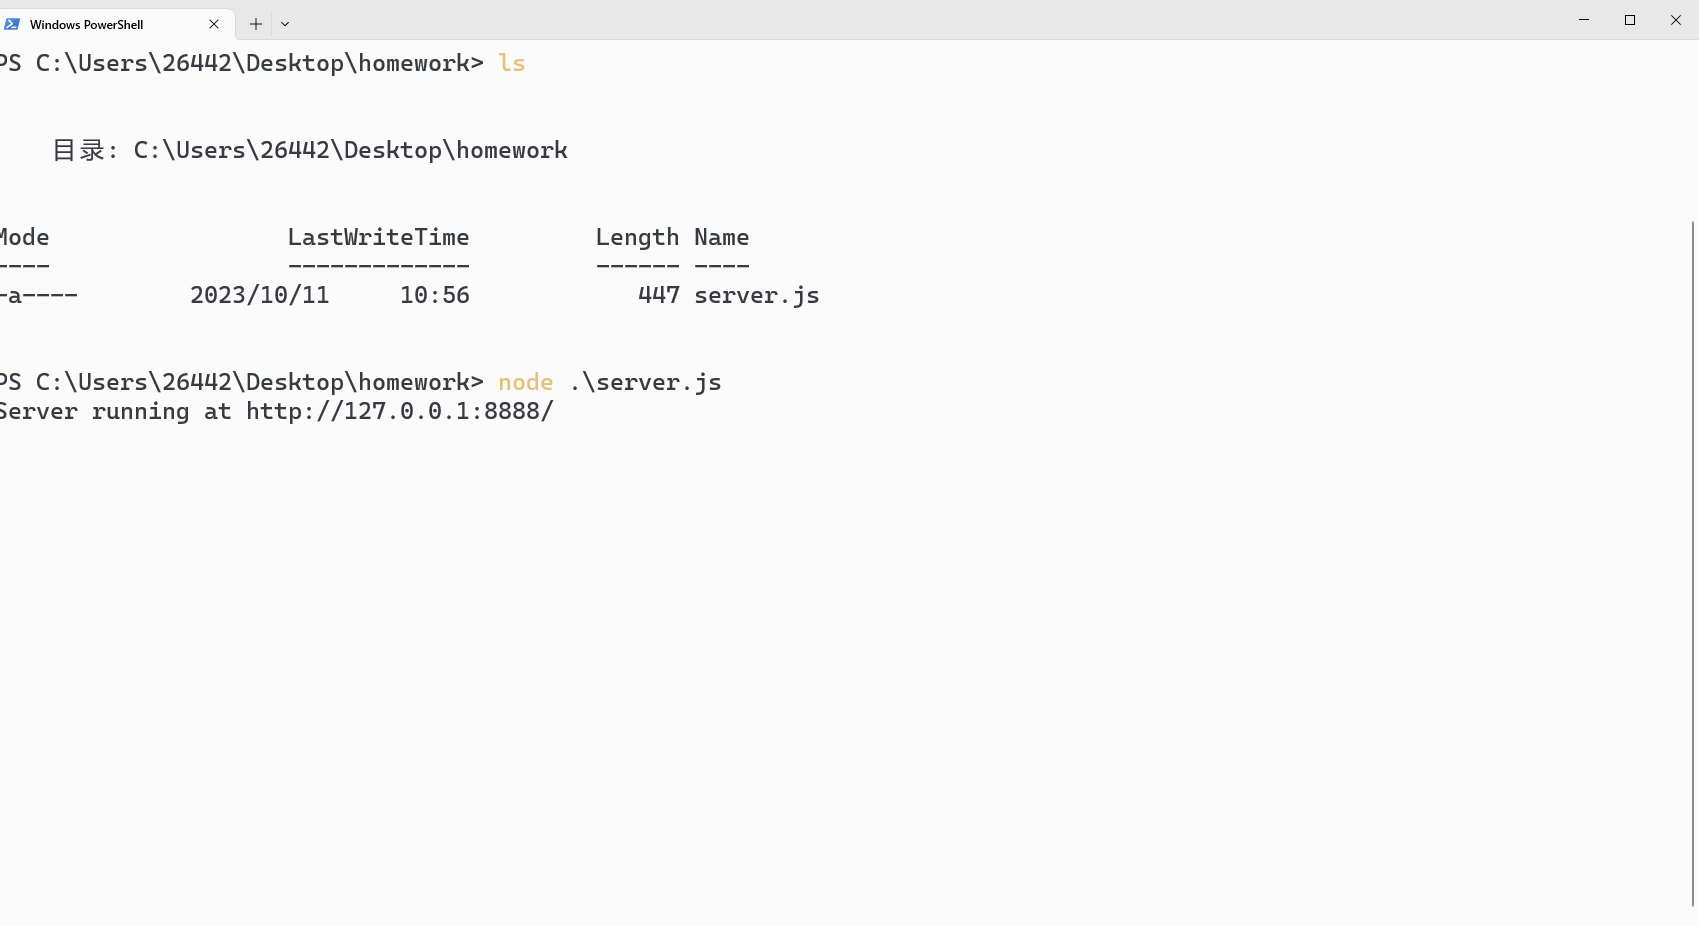 Windows PowerShell
PS C:\Users\26442\Desktop\homework> ls
目录: C:\Users\26442\Desktop\homework
Mode LastWriteTime Length Name
---- ------------- ------ ----
-a---- 2023/10/11 10:56 447 server.js
PS C:\Users\26442\Desktop\homework> node .\server.js
Server running at http://127.0.0.1:8888/